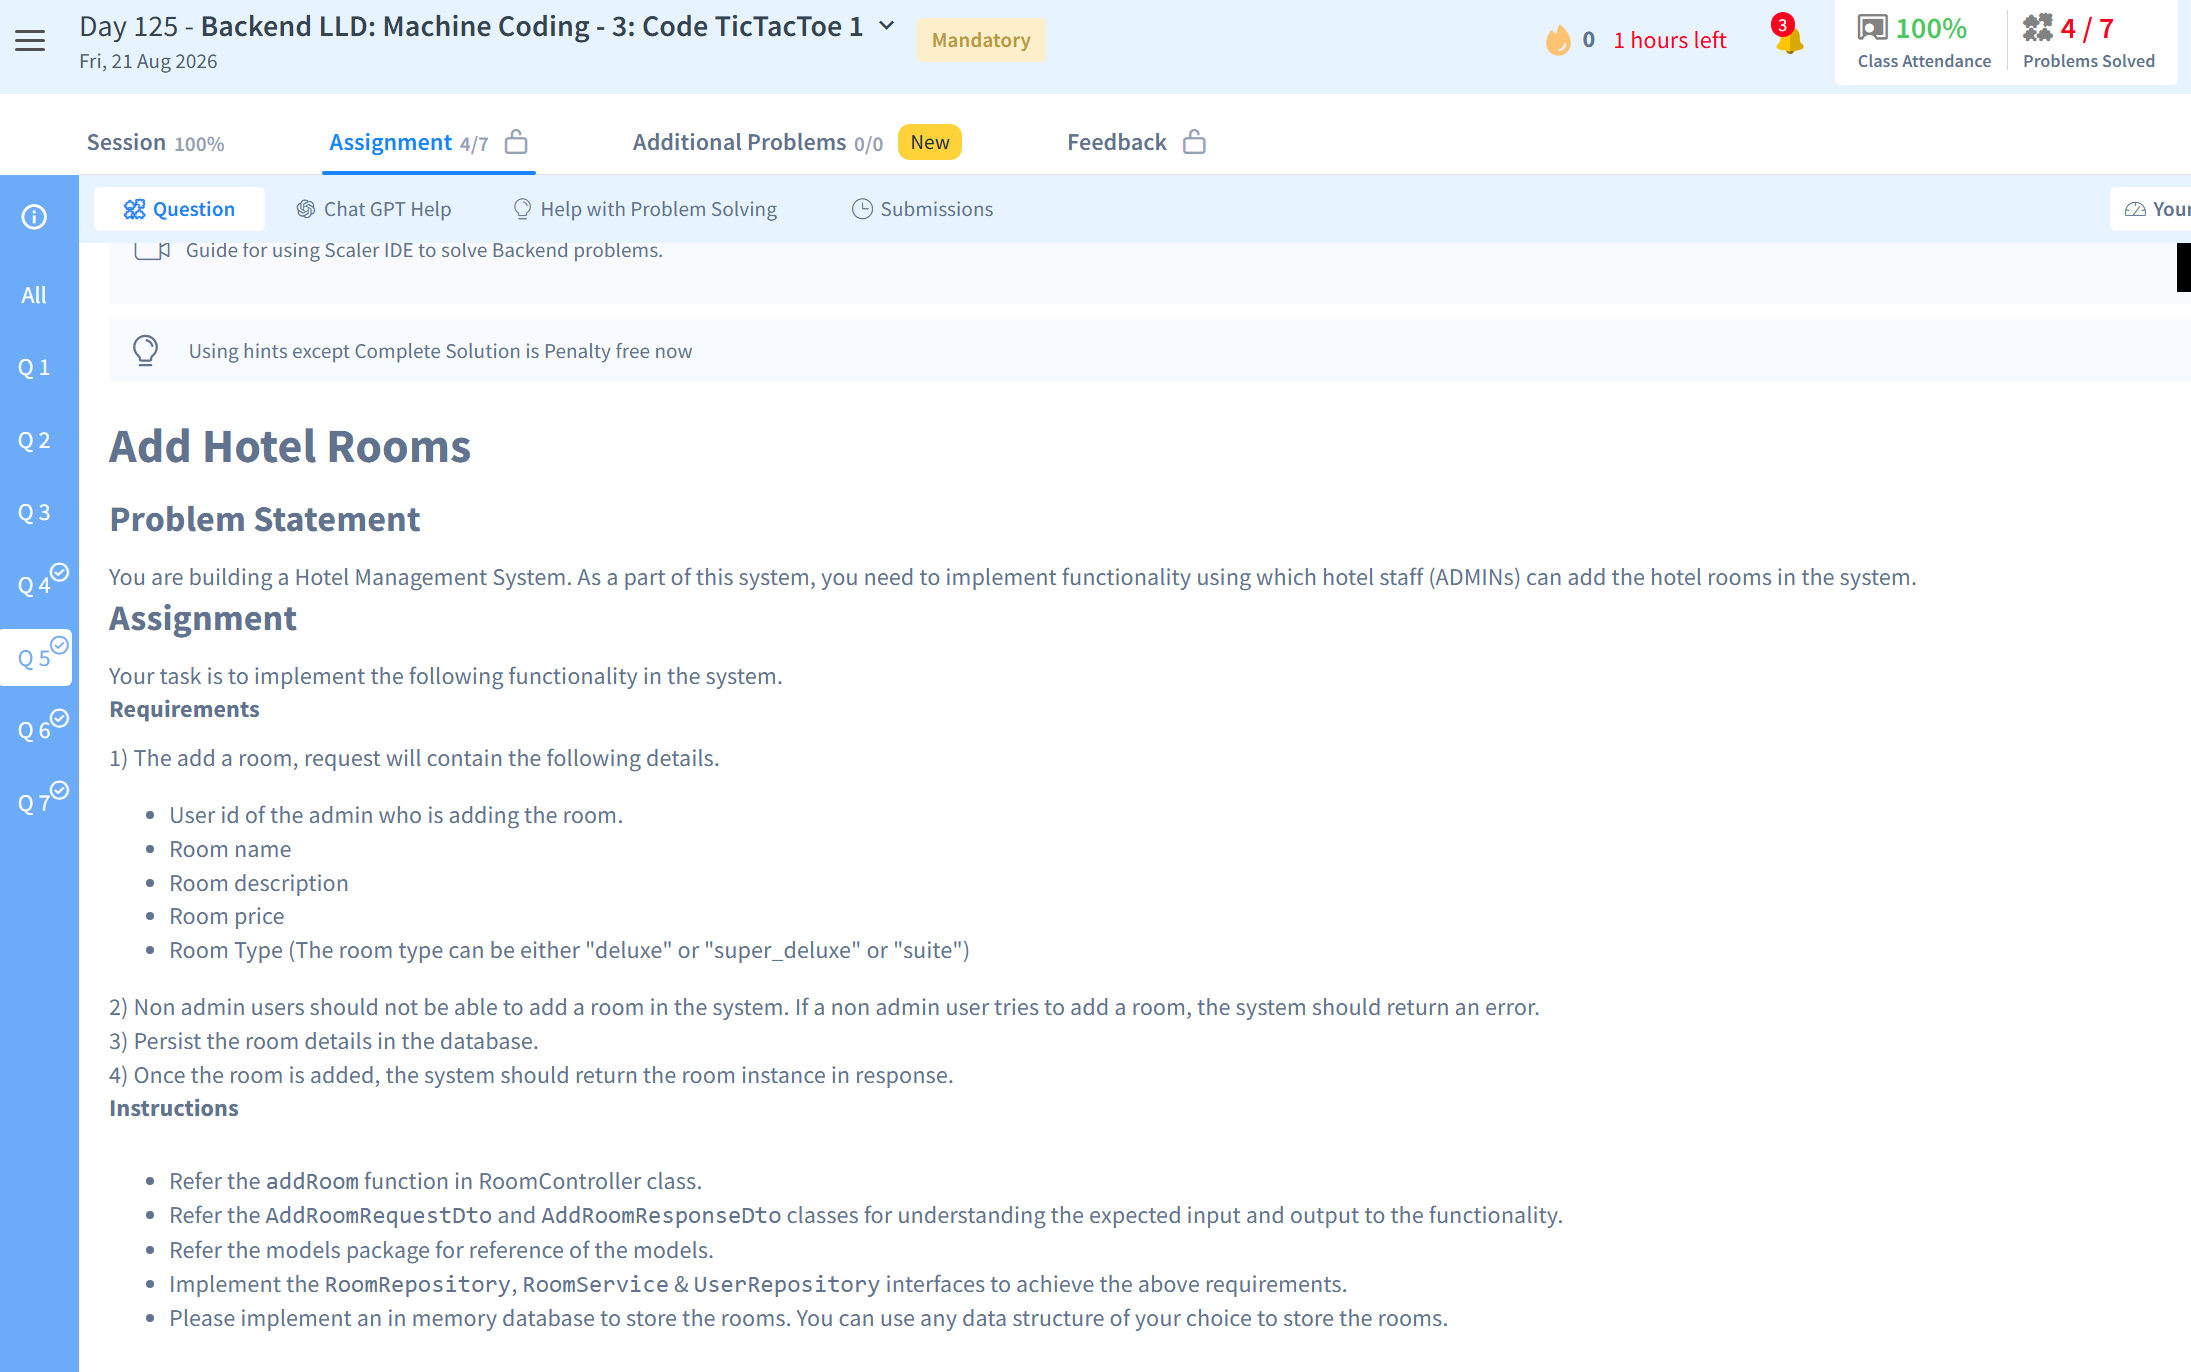 Day 125 - Backend LLD: Machine Coding - 3: Code TicTacToe 1
Mandatory
Fri, 21 Aug 2026
0
1 hours left
3
100%
Class Attendance
4 / 7
Problems Solved
Session 100%
Assignment 4/7
Additional Problems 0/0
New
Feedback
Question
Chat GPT Help
Help with Problem Solving
Submissions
Your
All
Q 1
Q 2
Q 3
Q 4
Q 5
Q 6
Q 7
Guide for using Scaler IDE to solve Backend problems.
Using hints except Complete Solution is Penalty free now
Add Hotel Rooms
Problem Statement
You are building a Hotel Management System. As a part of this system, you need to implement functionality using which hotel staff (ADMINs) can add the hotel rooms in the system.
Assignment
Your task is to implement the following functionality in the system.
Requirements
1) The add a room, request will contain the following details.
• User id of the admin who is adding the room.
• Room name
• Room description
• Room price
• Room Type (The room type can be either "deluxe" or "super_deluxe" or "suite")
2) Non admin users should not be able to add a room in the system. If a non admin user tries to add a room, the system should return an error.
3) Persist the room details in the database.
4) Once the room is added, the system should return the room instance in response.
Instructions
• Refer the addRoom function in RoomController class.
• Refer the AddRoomRequestDto and AddRoomResponseDto classes for understanding the expected input and output to the functionality.
• Refer the models package for reference of the models.
• Implement the RoomRepository, RoomService & UserRepository interfaces to achieve the above requirements.
• Please implement an in memory database to store the rooms. You can use any data structure of your choice to store the rooms.